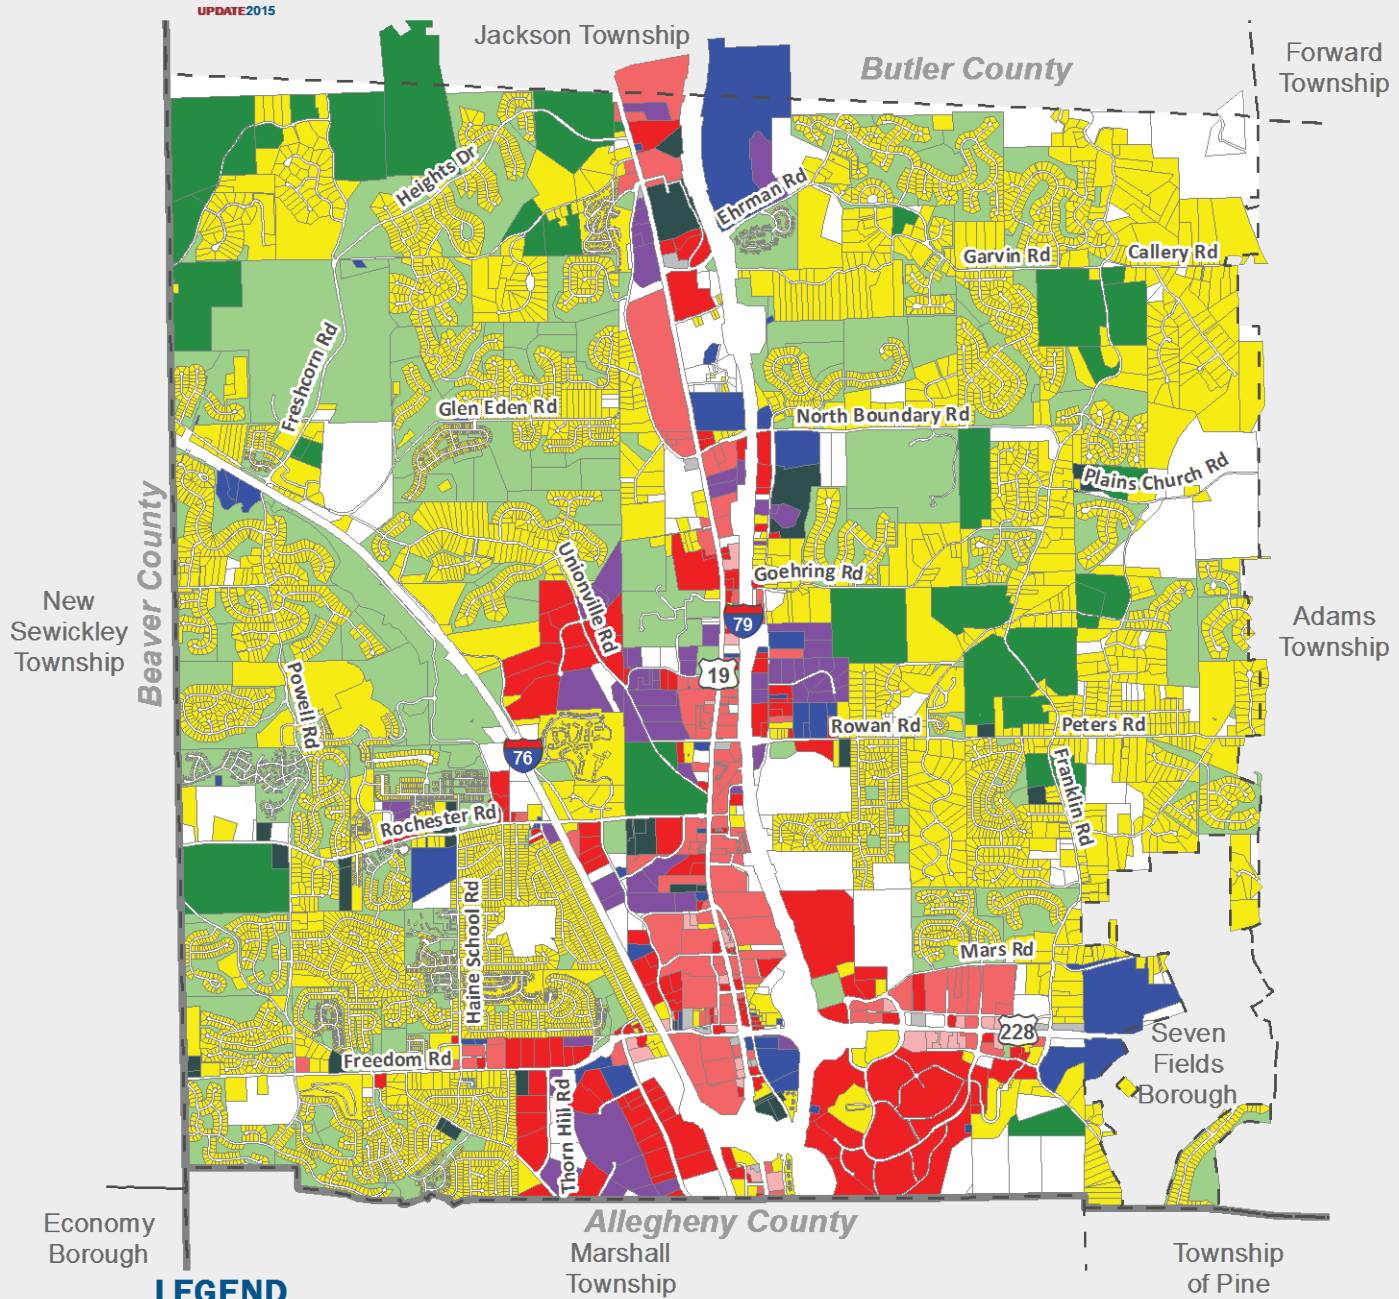 UPDATE2015
Jackson Township
Butler County
Forward
Township
Heights Dr
Ehrman Rd
Garvin Rd
Callery Rd
Freshcorn Rd
Glen Eden Rd
North Boundary Rd
Plains Church Rd
Beaver County
Unionville Rd
Goehring Rd
New
Sewickley
Township
79
Adams
Township
19
Powell Rd
Rowan Rd
Peters Rd
76
Franklin Rd
Rochester Rd
Haine School Rd
Mars Rd
228
Seven
Fields
Borough
Freedom Rd
Thorn Hill Rd
Economy
Borough
Allegheny County
Marshall
Township
Township
of Pine
LEGEND